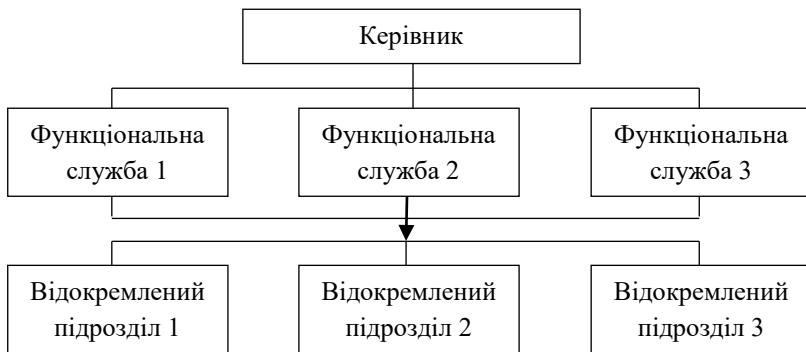 Керівник
Функціональна
служба 1
Функціональна
служба 2
Функціональна
служба 3
Відокремлений
підрозділ 1
Відокремлений
підрозділ 2
Відокремлений
підрозділ 3